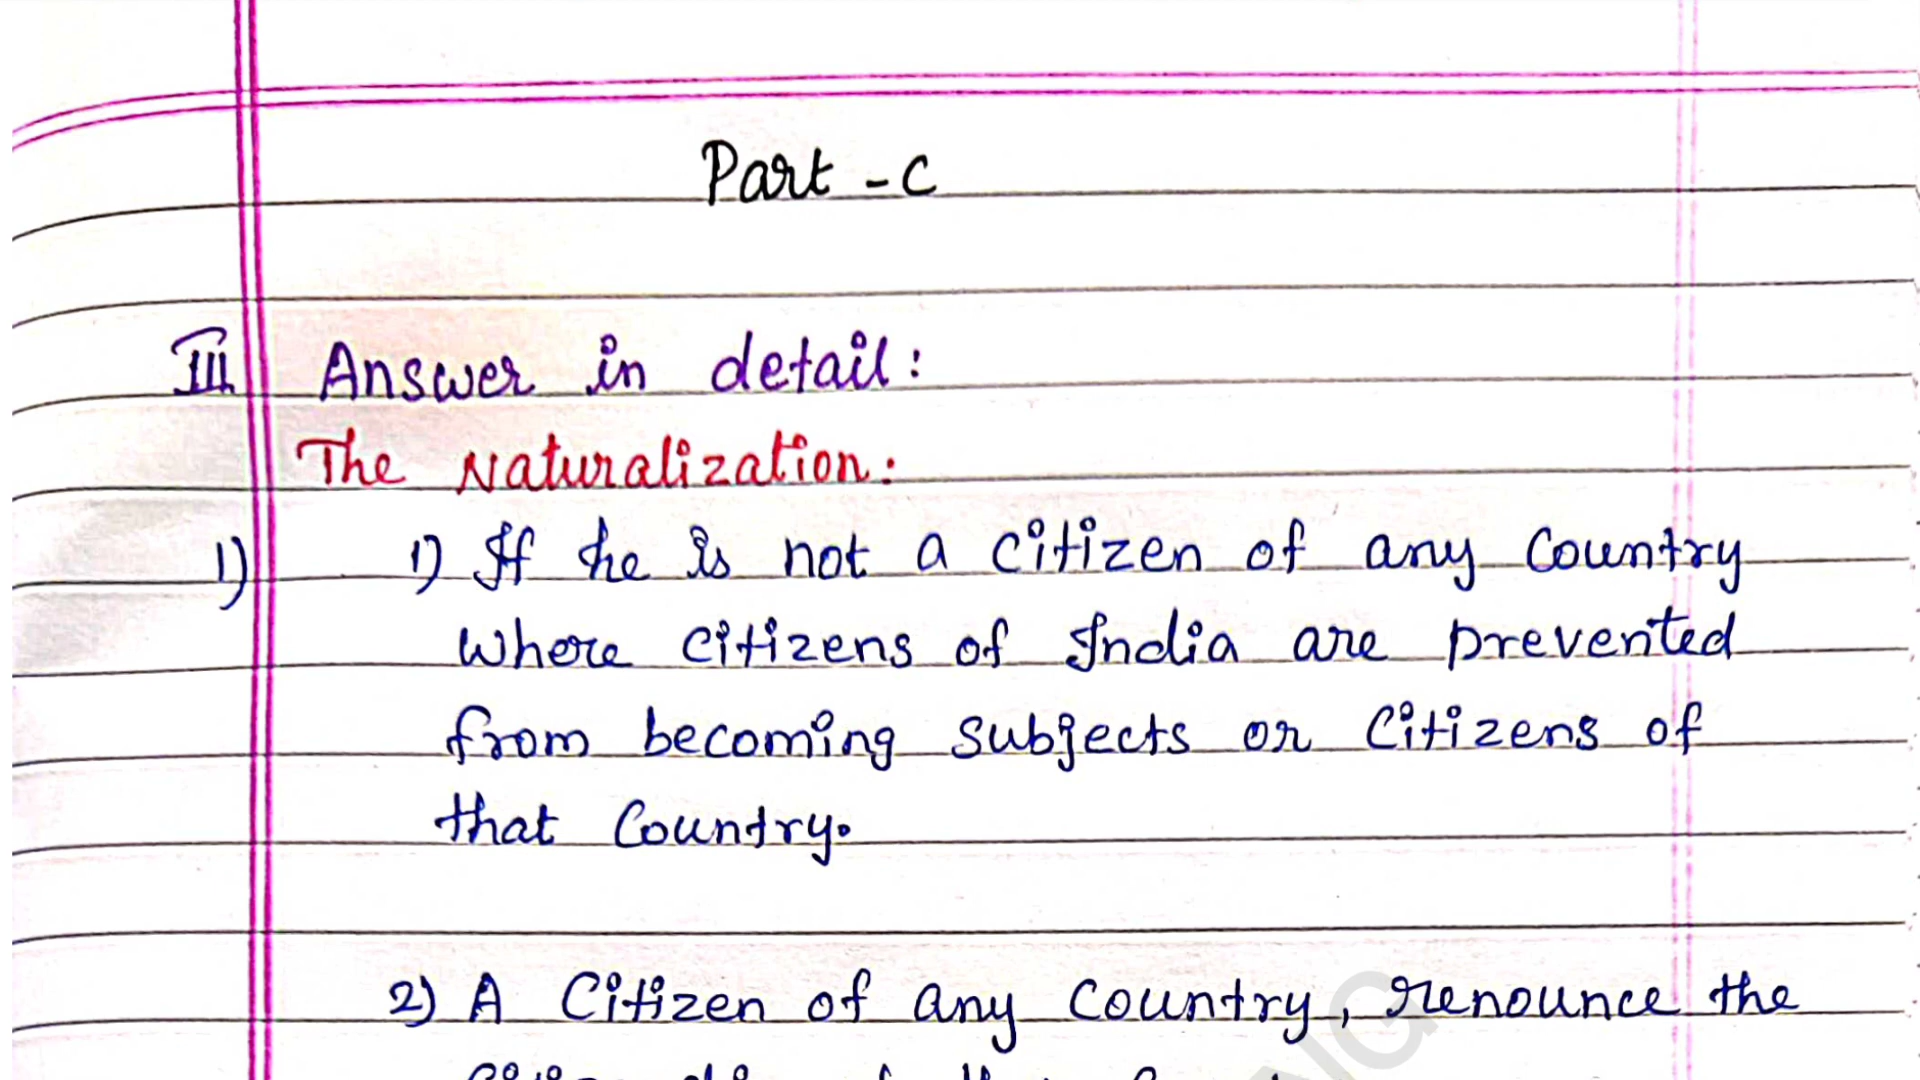 Part - C
III Answer in detail:
The Naturalization:
1) 1) If he is not a citizen of any Country
where citizens of India are prevented
from becoming subjects or Citizens of
that Country.
2) A Citizen of any Country, renounce the